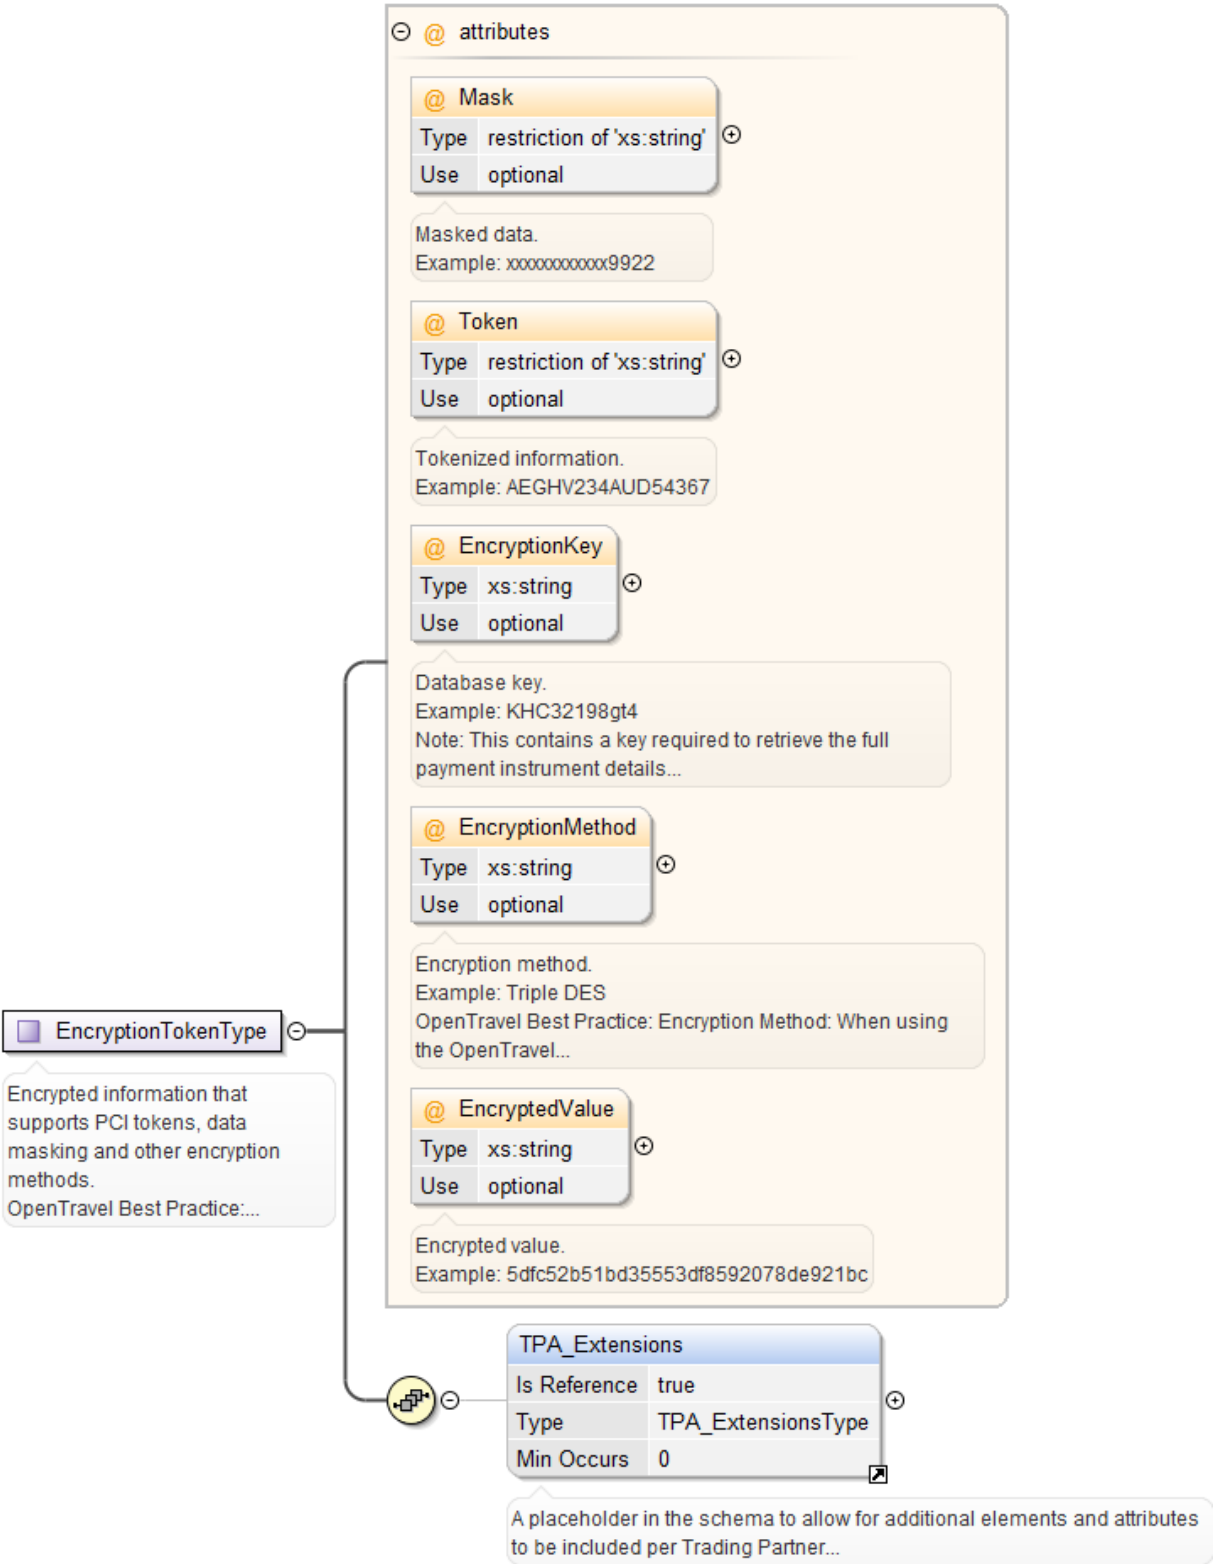 @ attributes
@ Mask
Type restriction of 'xs:string'
Use optional
Masked data.
Example: xxxxxxxxxxxx9922
@ Token
Type restriction of 'xs:string'
Use optional
Tokenized information.
Example: AEGHV234AUD54367
@ EncryptionKey
Type xs:string
Use optional
Database key.
Example: KHC32198gt4
Note: This contains a key required to retrieve the full
payment instrument details...
@ EncryptionMethod
Type xs:string
Use optional
Encryption method.
Example: Triple DES
OpenTravel Best Practice: Encryption Method: When using
the OpenTravel...
EncryptionTokenType
Encrypted information that
supports PCI tokens, data
masking and other encryption
methods.
OpenTravel Best Practice:...
@ EncryptedValue
Type xs:string
Use optional
Encrypted value.
Example: 5dfc52b51bd35553df8592078de921bc
TPA_Extensions
Is Reference true
Type TPA_ExtensionsType
Min Occurs 0
A placeholder in the schema to allow for additional elements and attributes
to be included per Trading Partner...